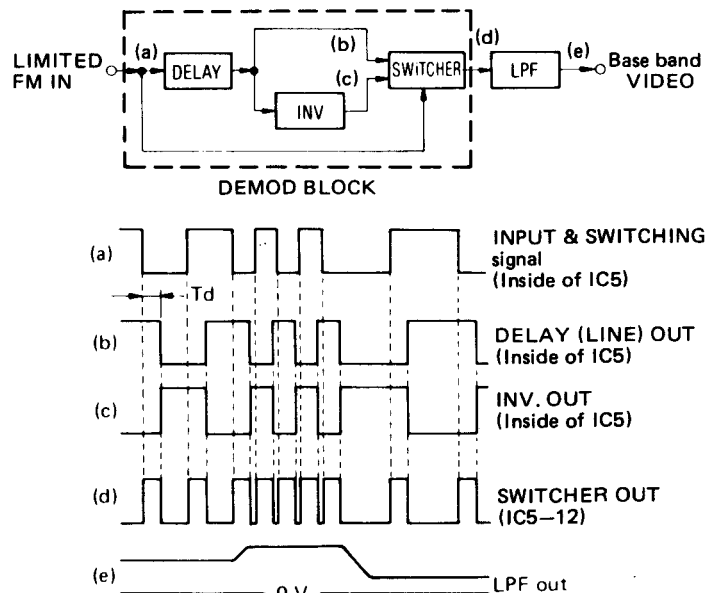 LIMITED
FM IN
(a)
DELAY
(b)
(c)
INV
SWITCHER
(d)
LPF
(e)
Base band
VIDEO
DEMOD BLOCK
(a)
INPUT & SWITCHING
signal
(Inside of IC5)
Td
(b)
DELAY (LINE) OUT
(Inside of IC5)
(c)
INV. OUT
(Inside of IC5)
(d)
SWITCHER OUT
(IC5–12)
(e)
0 V
LPF out